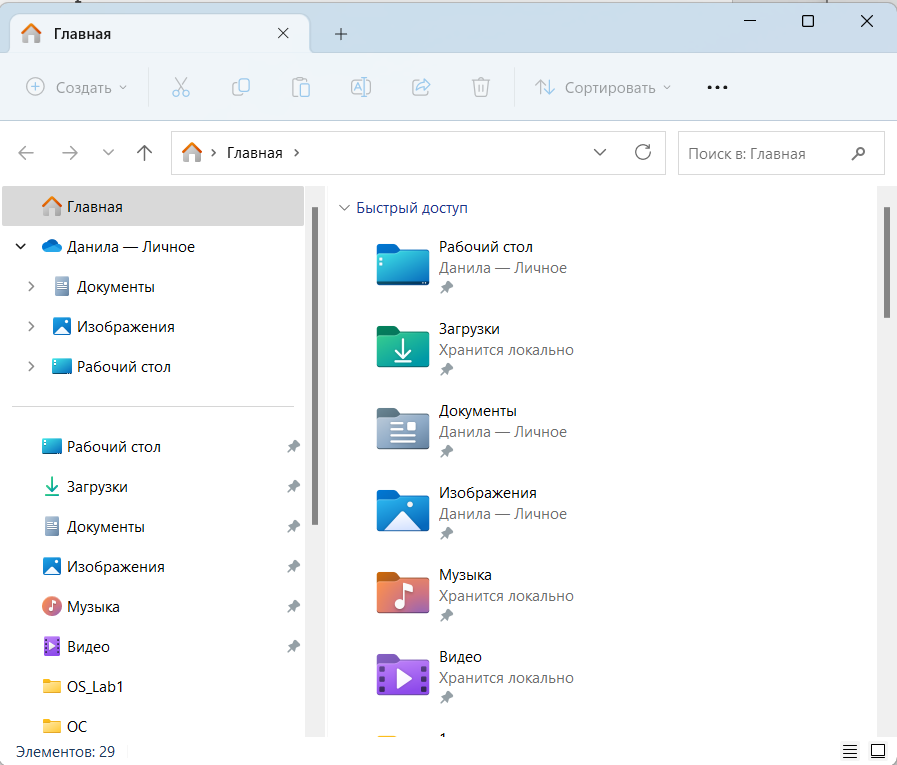 Главная
Создать
Сортировать
Главная
Поиск в: Главная
Главная
Данила — Личное
Документы
Изображения
Рабочий стол
Рабочий стол
Загрузки
Документы
Изображения
Музыка
Видео
OS_Lab1
ОС
Быстрый доступ
Рабочий стол
Данила — Личное
Загрузки
Хранится локально
Документы
Данила — Личное
Изображения
Данила — Личное
Музыка
Хранится локально
Видео
Хранится локально
Элементов: 29